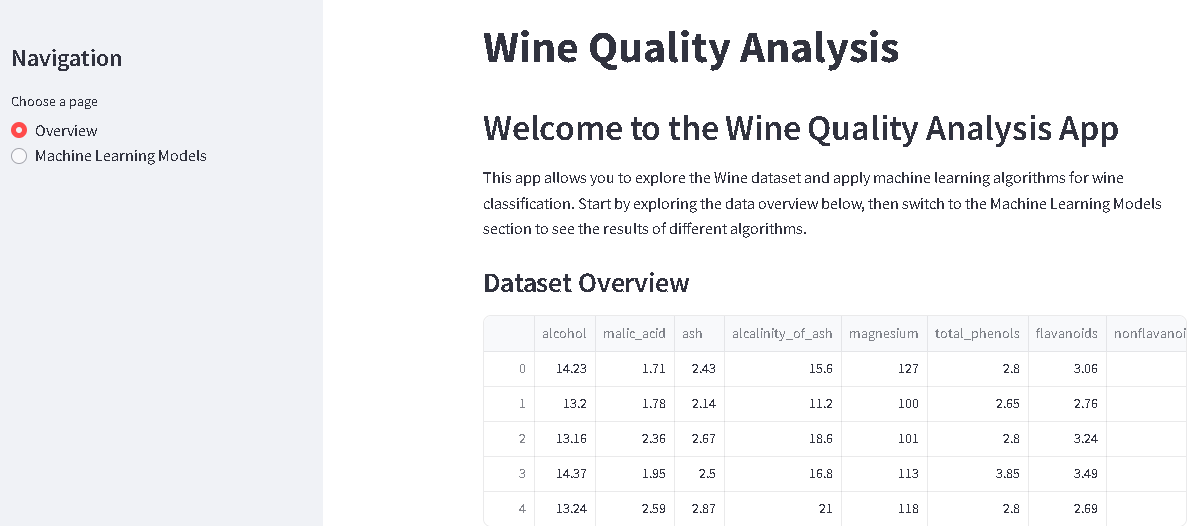 Navigation
Choose a page
Overview
Machine Learning Models
Wine Quality Analysis
Welcome to the Wine Quality Analysis App
This app allows you to explore the Wine dataset and apply machine learning algorithms for wine
classification. Start by exploring the data overview below, then switch to the Machine Learning Models
section to see the results of different algorithms.
Dataset Overview
alcohol malic_acid ash alcalinity_of_ash magnesium total_phenols flavanoids nonflavanoi
0 14.23 1.71 2.43 15.6 127 2.8 3.06
1 13.2 1.78 2.14 11.2 100 2.65 2.76
2 13.16 2.36 2.67 18.6 101 2.8 3.24
3 14.37 1.95 2.5 16.8 113 3.85 3.49
4 13.24 2.59 2.87 21 118 2.8 2.69